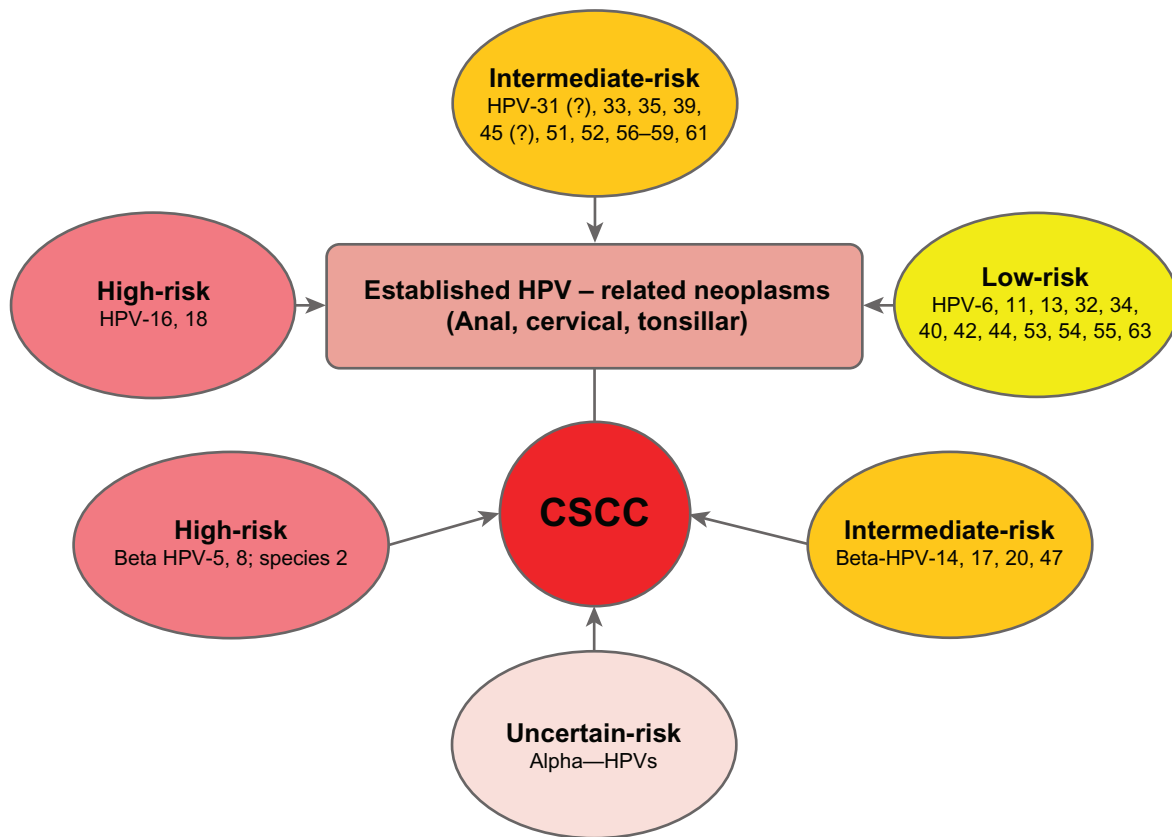 Intermediate-risk
HPV-31 (?), 33, 35, 39,
45 (?), 51, 52, 56–59, 61
High-risk
HPV-16, 18
Established HPV – related neoplasms
(Anal, cervical, tonsillar)
Low-risk
HPV-6, 11, 13, 32, 34,
40, 42, 44, 53, 54, 55, 63
High-risk
Beta HPV-5, 8; species 2
CSCC
Intermediate-risk
Beta-HPV-14, 17, 20, 47
Uncertain-risk
Alpha—HPVs